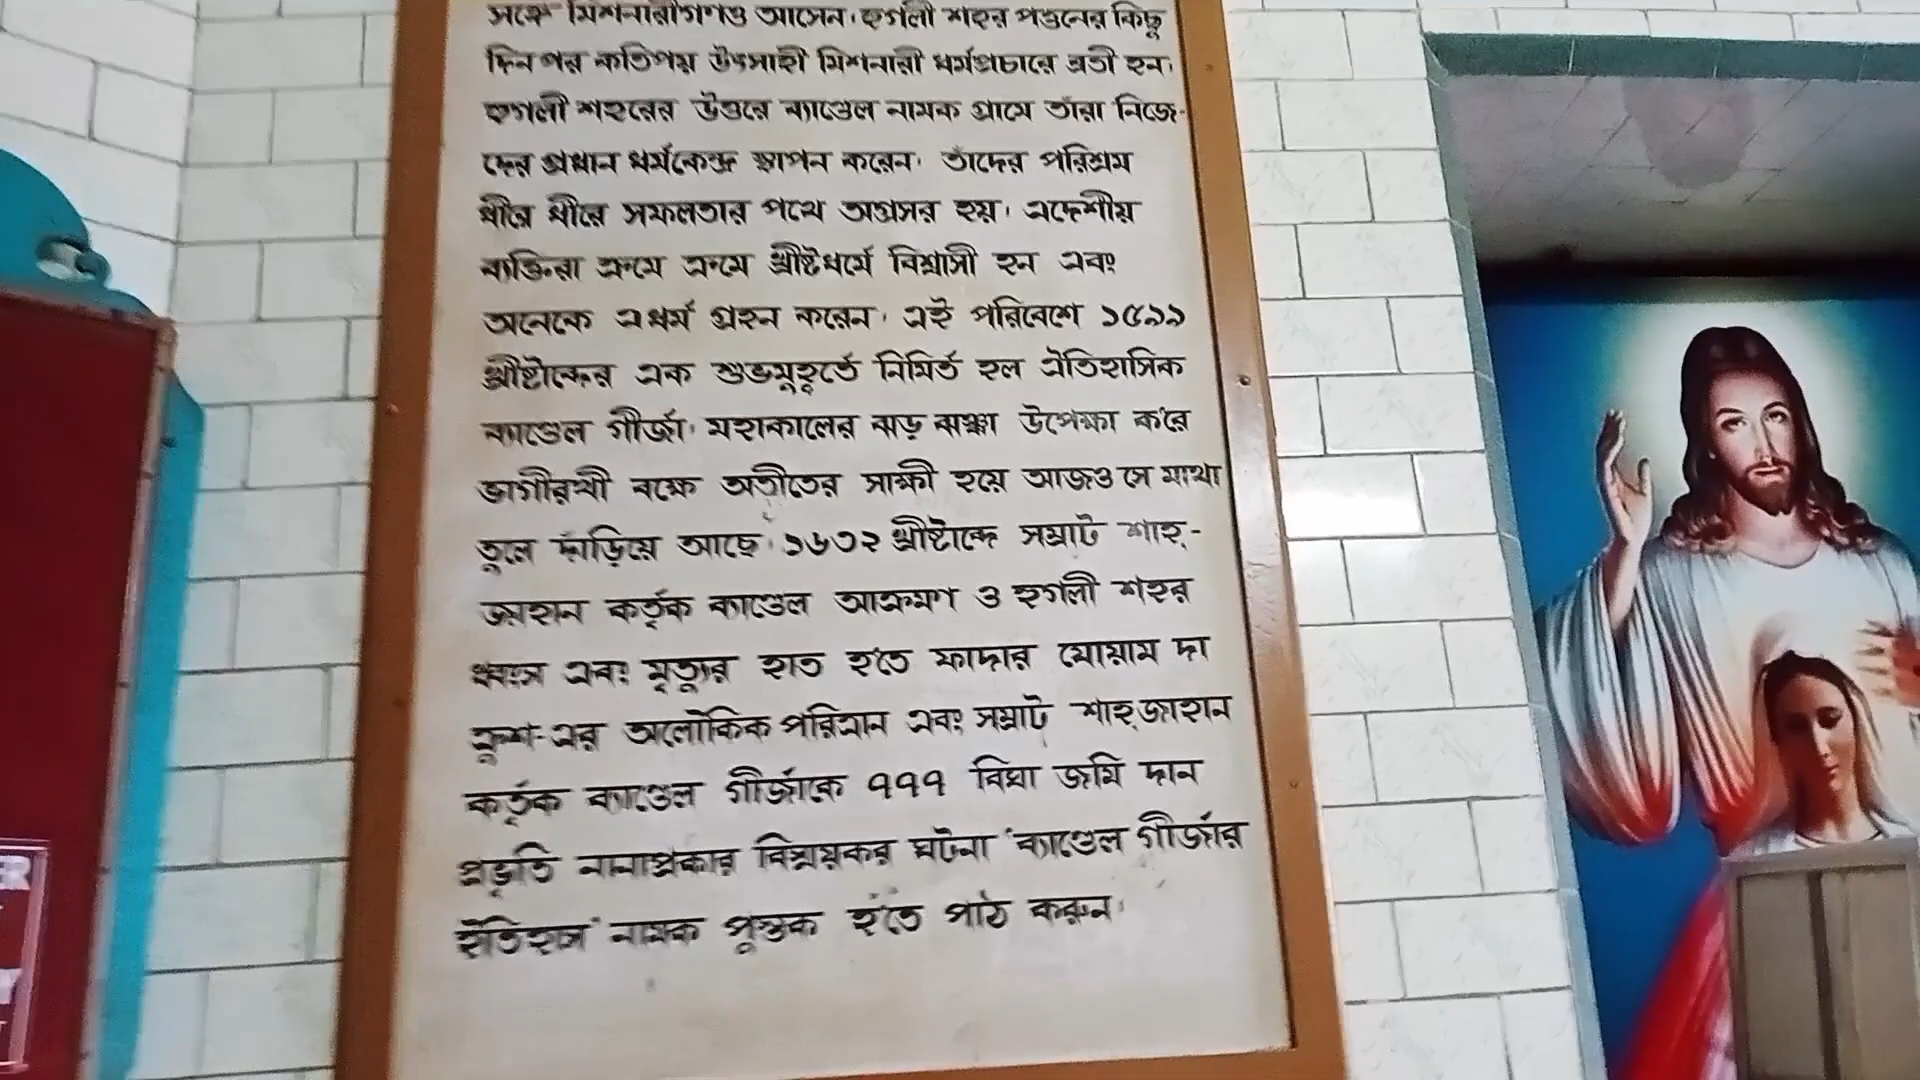 সঙ্গে মিশনারীগণও আসেন। হুগলী শহর পত্তনের কিছু
দিন পর কতিপয় উৎসাহী মিশনারী ধর্মপ্রচারে ব্রতী হন।
হুগলী শহরের উত্তরে ব্যাণ্ডেল নামক গ্রামে তাঁরা নিজে-
দের প্রধান ধর্মকেন্দ্র স্থাপন করেন। তাঁদের পরিশ্রম
ধীরে ধীরে সফলতার পথে অগ্রসর হয়। এদেশীয়
ব্যক্তিরা ক্রমে ক্রমে খ্রীষ্টধর্মে বিশ্বাসী হন এবং
অনেকে এধর্ম গ্রহন করেন। এই পরিবেশে ১৫৯৯
খ্রীষ্টাব্দের এক শুভমুহূর্তে নির্মিত হল ঐতিহাসিক
ব্যাণ্ডেল গীর্জা। মহাকালের ঝড় ঝঞ্ঝা উপেক্ষা ক'রে
ভাগীরথী বক্ষে অতীতের সাক্ষী হয়ে আজও সে মাথা
তুলে দাঁড়িয়ে আছে। ১৬৩২ খ্রীষ্টাব্দে সম্রাট শাহ্-
জাহান কর্তৃক ব্যাণ্ডেল আক্রমণ ও হুগলী শহর
ধ্বংস এবং মৃত্যুর হাত হ'তে ফাদার যোয়াম দা
ক্রুশ-এর অলৌকিক পরিত্রান এবং সম্রাট শাহ্জাহান
কর্তৃক ব্যাণ্ডেল গীর্জাকে ৭৭৭ বিঘা জমি দান
প্রভৃতি নানাপ্রকার বিস্ময়কর ঘটনা 'ব্যাণ্ডেল গীর্জার
ইতিহাস' নামক পুস্তক হ'তে পাঠ করুন।